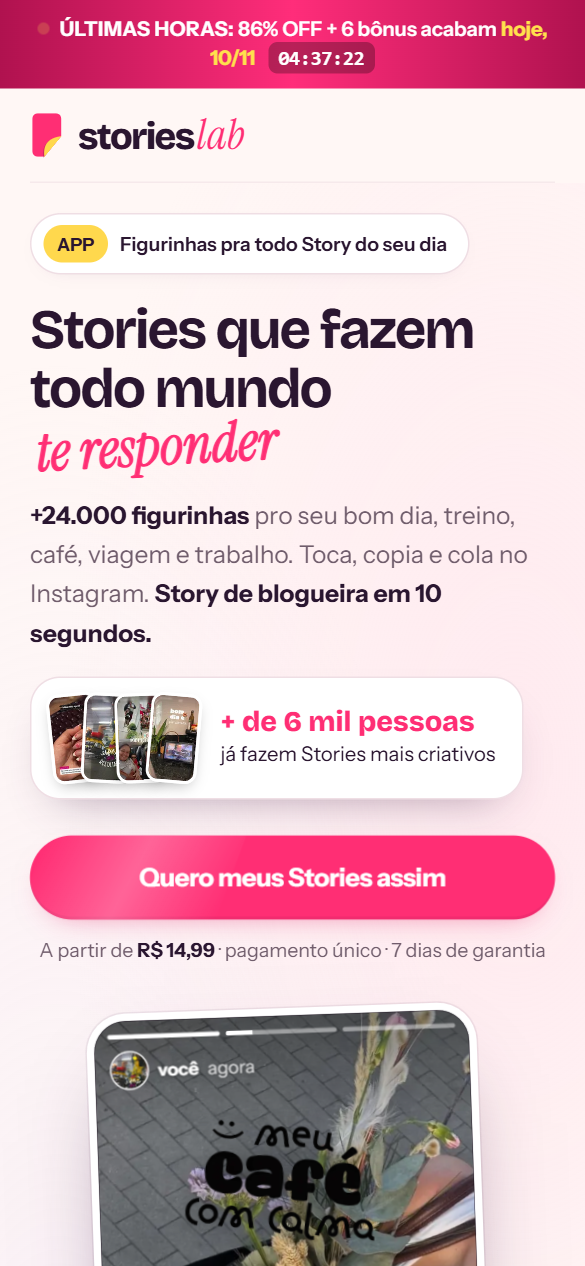 ÚLTIMAS HORAS: 86% OFF + 6 bônus acabam hoje,
10/11 04:37:22
storieslab
APP Figurinhas pra todo Story do seu dia
Stories que fazem
todo mundo
te responder
+24.000 figurinhas pro seu bom dia, treino,
café, viagem e trabalho. Toca, copia e cola no
Instagram. Story de blogueira em 10
segundos.
+ de 6 mil pessoas
já fazem Stories mais criativos
Quero meus Stories assim
A partir de R$ 14,99 · pagamento único · 7 dias de garantia
você agora
meu
café
com calma